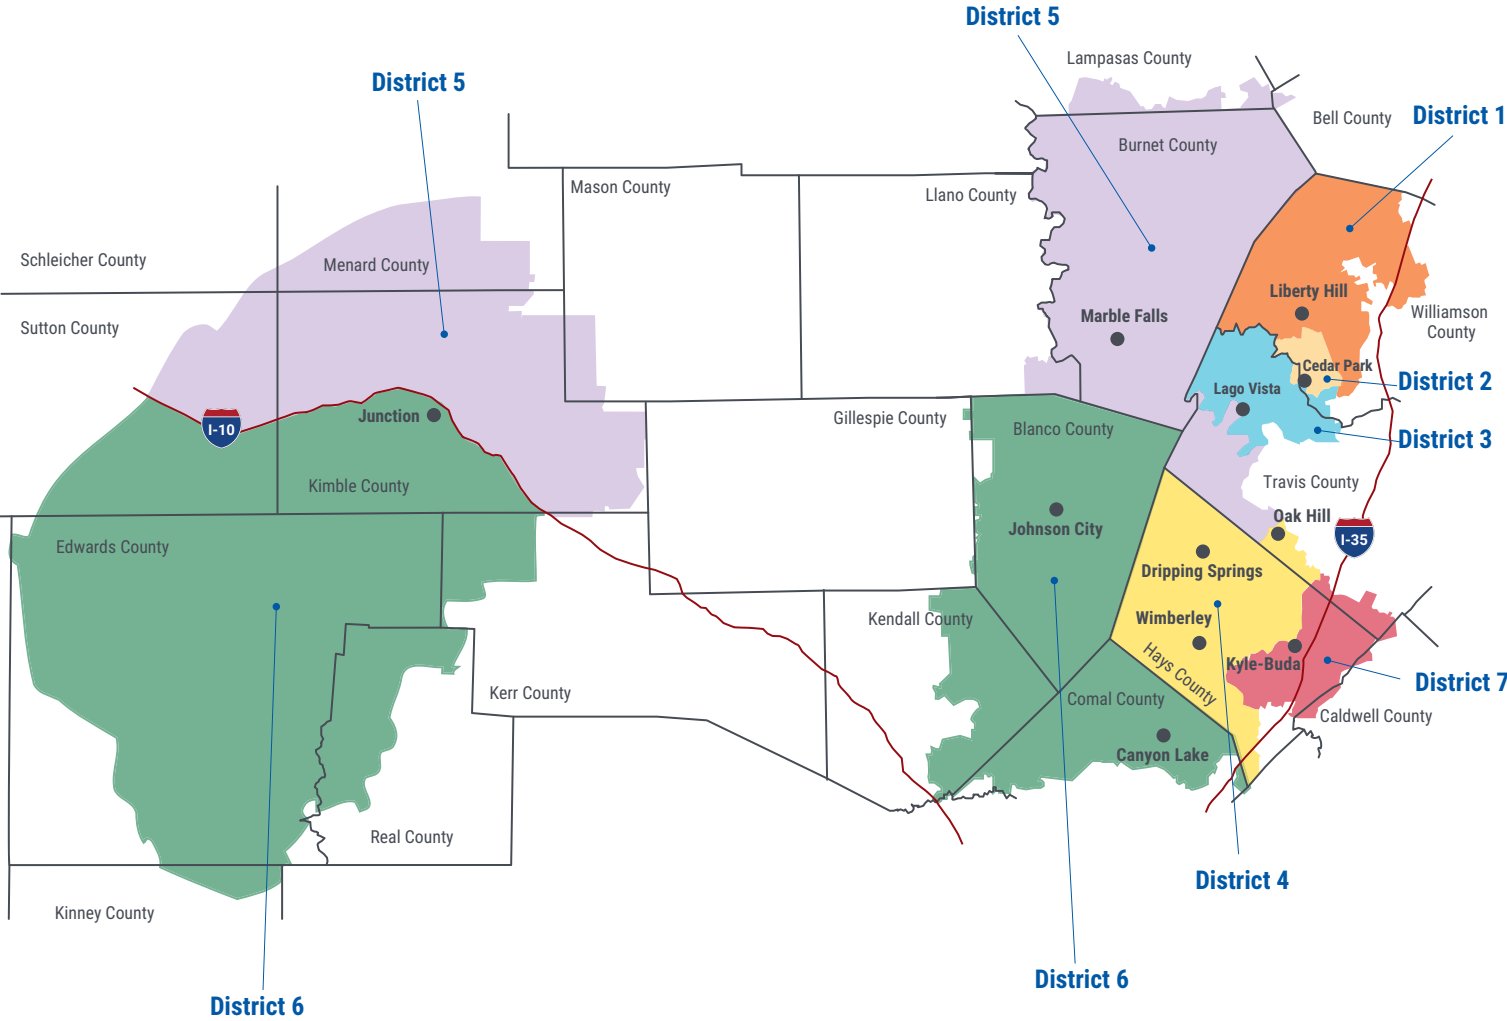 District 5
Lampasas County
District 5
District 1
Bell County
Burnet County
Mason County
Llano County
Schleicher County
Menard County
Liberty Hill
Marble Falls
Williamson
County
Sutton County
Cedar Park
District 2
Lago Vista
Junction
Gillespie County
Blanco County
I-10
District 3
Kimble County
Travis County
Oak Hill
Johnson City
I-35
Edwards County
Dripping Springs
Kendall County
Wimberley
Hays County
Kyle-Buda
District 7
Kerr County
Comal County
Caldwell County
Canyon Lake
Real County
District 4
Kinney County
District 6
District 6